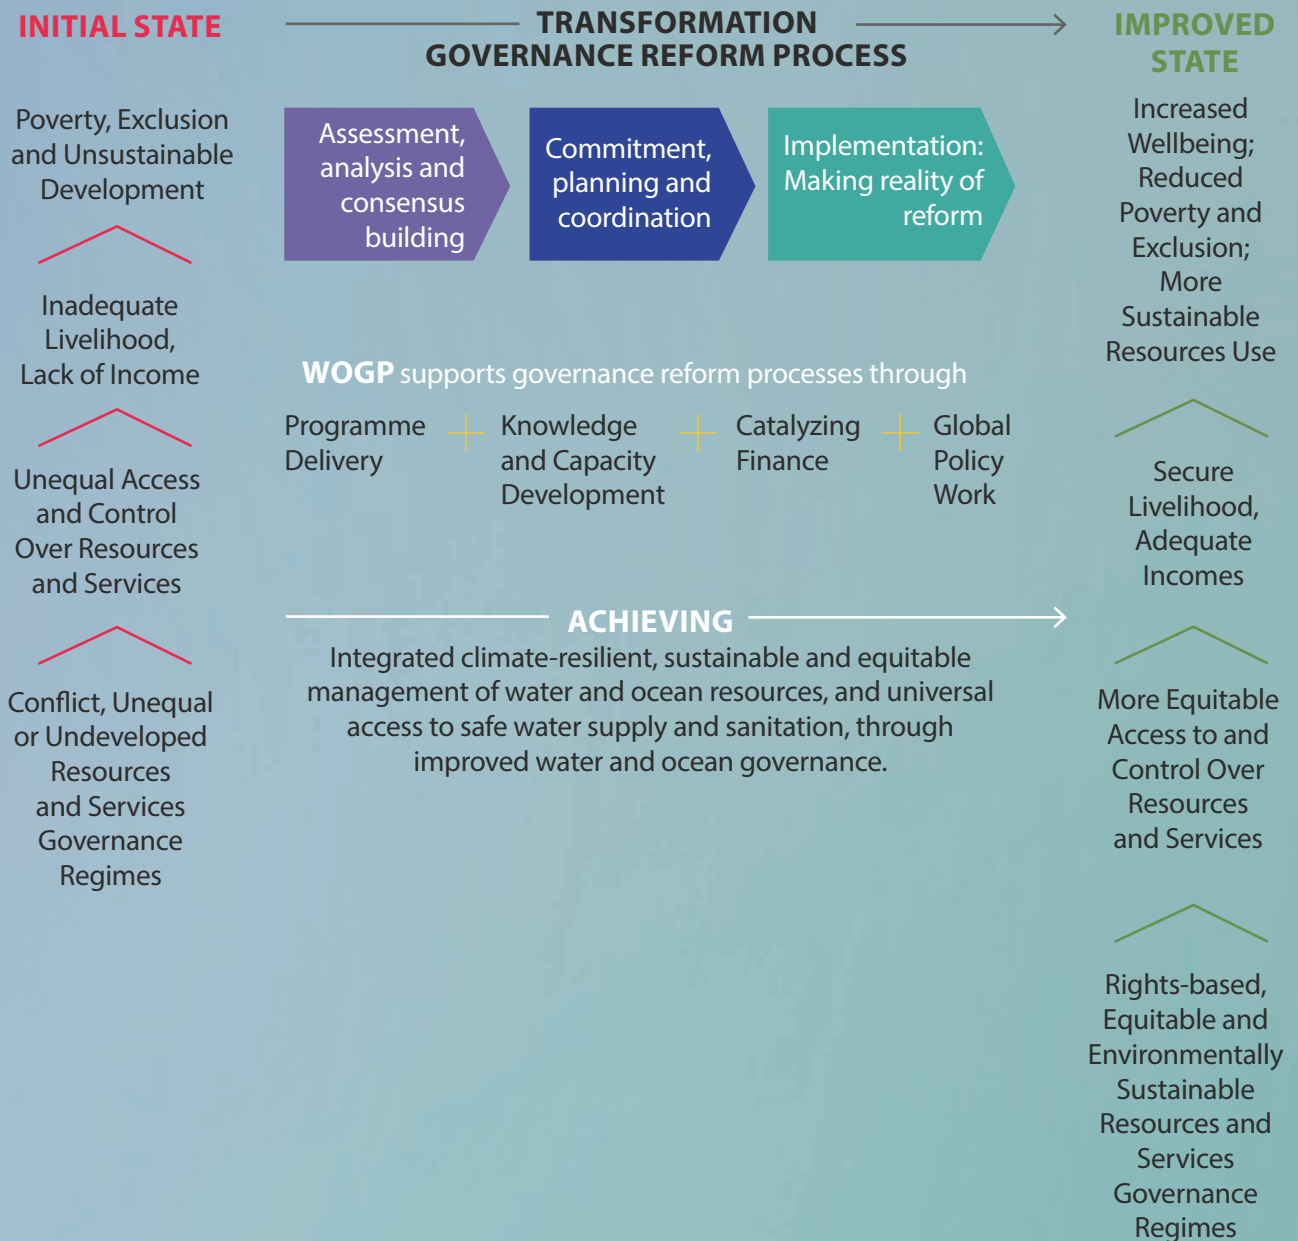 INITIAL STATE
Poverty, Exclusion
and Unsustainable
Development
Inadequate
Livelihood,
Lack of Income
Unequal Access
and Control
Over Resources
and Services
Conflict, Unequal
or Undeveloped
Resources
and Services
Governance
Regimes
TRANSFORMATION
GOVERNANCE REFORM PROCESS
Assessment,
analysis and
consensus
building
Commitment,
planning and
coordination
Implementation:
Making reality of
reform
WOGP supports governance reform processes through
Programme
Delivery
Knowledge
and Capacity
Development
Catalyzing
Finance
Global
Policy
Work
ACHIEVING
Integrated climate-resilient, sustainable and equitable
management of water and ocean resources, and universal
access to safe water supply and sanitation, through
improved water and ocean governance.
IMPROVED
STATE
Increased
Wellbeing;
Reduced
Poverty and
Exclusion;
More
Sustainable
Resources Use
Secure
Livelihood,
Adequate
Incomes
More Equitable
Access to and
Control Over
Resources
and Services
Rights-based,
Equitable and
Environmentally
Sustainable
Resources and
Services
Governance
Regimes